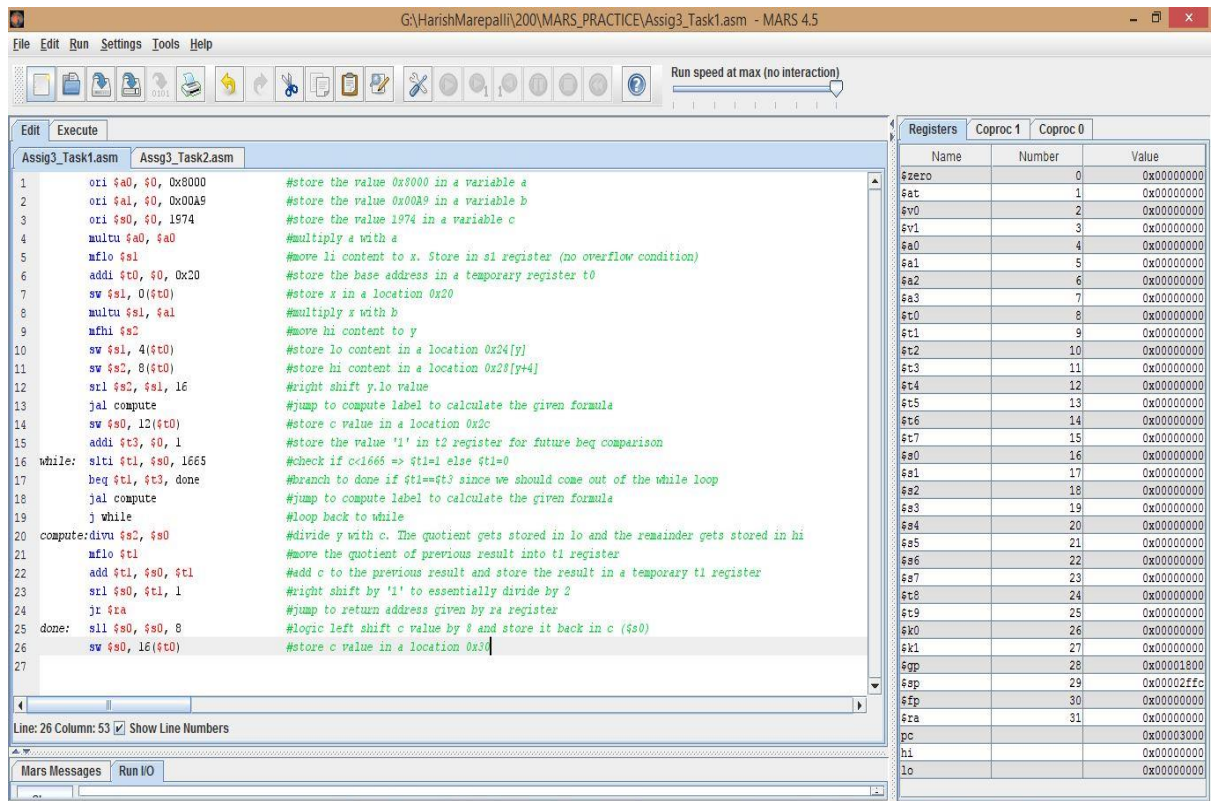 G:\HarishMarepalli\200\MARS_PRACTICE\Assig3_Task1.asm - MARS 4.5
File Edit Run Settings Tools Help
Run speed at max (no interaction)
Edit Execute
Assig3_Task1.asm Assg3_Task2.asm
1 ori $a0, $0, 0x8000 #store the value 0x8000 in a variable a
2 ori $a1, $0, 0x00A9 #store the value 0x00A9 in a variable b
3 ori $s0, $0, 1974 #store the value 1974 in a variable c
4 multu $a0, $a0 #multiply a with a
5 mflo $s1 #move li content to x. Store in s1 register (no overflow condition)
6 addi $t0, $0, 0x20 #store the base address in a temporary register t0
7 sw $s1, 0($t0) #store x in a location 0x20
8 multu $s1, $a1 #multiply x with b
9 mfhi $s2 #move hi content to y
10 sw $s1, 4($t0) #store lo content in a location 0x24[y]
11 sw $s2, 8($t0) #store hi content in a location 0x28[y+4]
12 srl $s2, $s1, 16 #right shift y.lo value
13 jal compute #jump to compute label to calculate the given formula
14 sw $s0, 12($t0) #store c value in a location 0x2c
15 addi $t3, $0, 1 #store the value '1' in t2 register for future beq comparison
16 while: slti $t1, $s0, 1665 #check if c<1665 => $t1=1 else $t1=0
17 beq $t1, $t3, done #branch to done if $t1==$t3 since we should come out of the while loop
18 jal compute #jump to compute label to calculate the given formula
19 j while #loop back to while
20 compute:divu $s2, $s0 #divide y with c. The quotient gets stored in lo and the remainder gets stored in hi
21 mflo $t1 #move the quotient of previous result into t1 register
22 add $t1, $s0, $t1 #add c to the previous result and store the result in a temporary t1 register
23 srl $s0, $t1, 1 #right shift by '1' to essentially divide by 2
24 jr $ra #jump to return address given by ra register
25 done: sll $s0, $s0, 8 #logic left shift c value by 8 and store it back in c ($s0)
26 sw $s0, 16($t0) #store c value in a location 0x30
27
Line: 26 Column: 53 Show Line Numbers
Mars Messages Run I/O
Registers Coproc 1 Coproc 0
Name Number Value
$zero 0 0x00000000
$at 1 0x00000000
$v0 2 0x00000000
$v1 3 0x00000000
$a0 4 0x00000000
$a1 5 0x00000000
$a2 6 0x00000000
$a3 7 0x00000000
$t0 8 0x00000000
$t1 9 0x00000000
$t2 10 0x00000000
$t3 11 0x00000000
$t4 12 0x00000000
$t5 13 0x00000000
$t6 14 0x00000000
$t7 15 0x00000000
$s0 16 0x00000000
$s1 17 0x00000000
$s2 18 0x00000000
$s3 19 0x00000000
$s4 20 0x00000000
$s5 21 0x00000000
$s6 22 0x00000000
$s7 23 0x00000000
$t8 24 0x00000000
$t9 25 0x00000000
$k0 26 0x00000000
$k1 27 0x00000000
$gp 28 0x00001800
$sp 29 0x00002ffc
$fp 30 0x00000000
$ra 31 0x00000000
pc 0x00003000
hi 0x00000000
lo 0x00000000